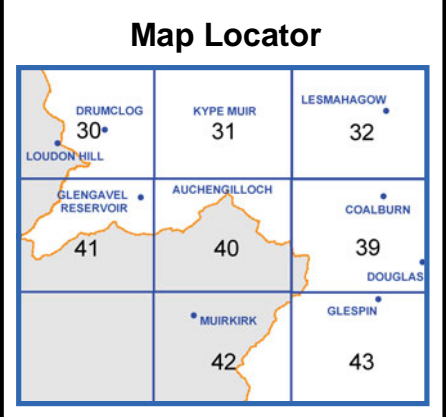 Map Locator
DRUMCLOG
30
LOUDON HILL
KYPE MUIR
31
LESMAHAGOW
32
GLENGAVEL
RESERVOIR
41
AUCHENGILLOCH
40
COALBURN
39
DOUGLAS
MUIRKIRK
42
GLESPIN
43